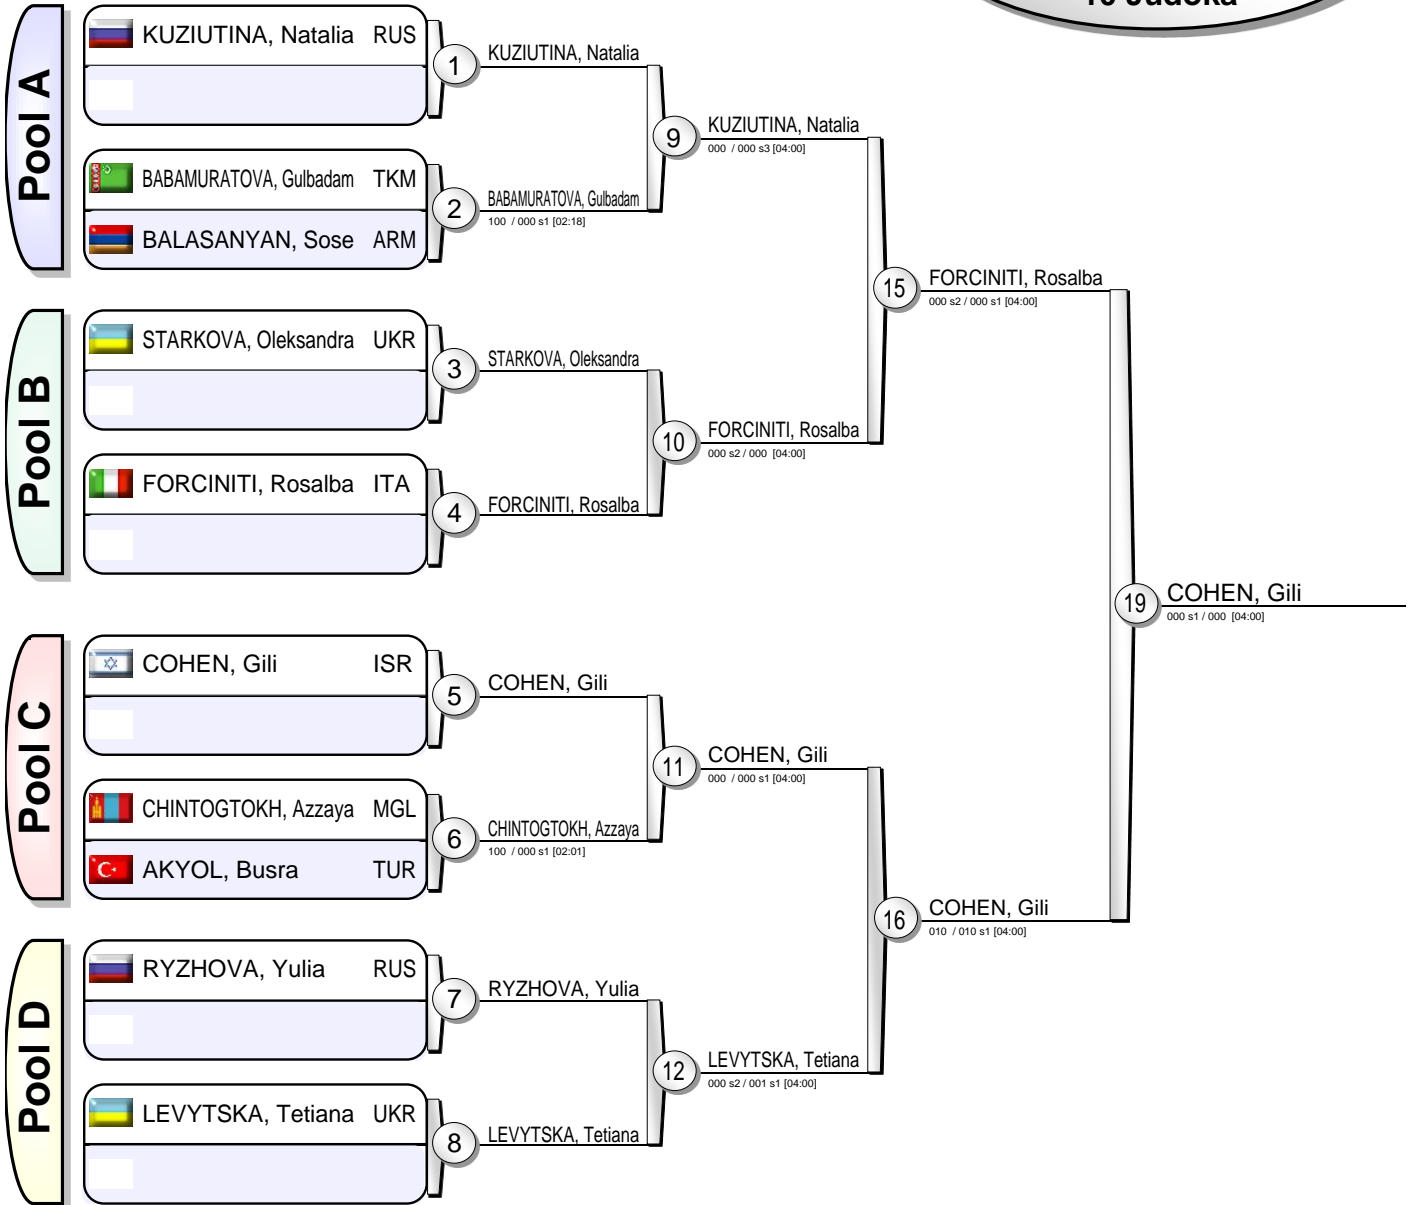 10 Judoka
Pool A
KUZIUTINA, Natalia RUS
1
KUZIUTINA, Natalia
BABAMURATOVA, Gulbadam TKM
BALASANYAN, Sose ARM
2
BABAMURATOVA, Gulbadam
100 / 000 s1 [02:18]
9
KUZIUTINA, Natalia
000 / 000 s3 [04:00]
Pool B
STARKOVA, Oleksandra UKR
3
STARKOVA, Oleksandra
FORCINITI, Rosalba ITA
4
FORCINITI, Rosalba
10
FORCINITI, Rosalba
000 s2 / 000 [04:00]
15
FORCINITI, Rosalba
000 s2 / 000 s1 [04:00]
Pool C
COHEN, Gili ISR
5
COHEN, Gili
CHINTOGTOKH, Azzaya MGL
AKYOL, Busra TUR
6
CHINTOGTOKH, Azzaya
100 / 000 s1 [02:01]
11
COHEN, Gili
000 / 000 s1 [04:00]
Pool D
RYZHOVA, Yulia RUS
7
RYZHOVA, Yulia
LEVYTSKA, Tetiana UKR
8
LEVYTSKA, Tetiana
12
LEVYTSKA, Tetiana
000 s2 / 001 s1 [04:00]
16
COHEN, Gili
010 / 010 s1 [04:00]
19
COHEN, Gili
000 s1 / 000 [04:00]